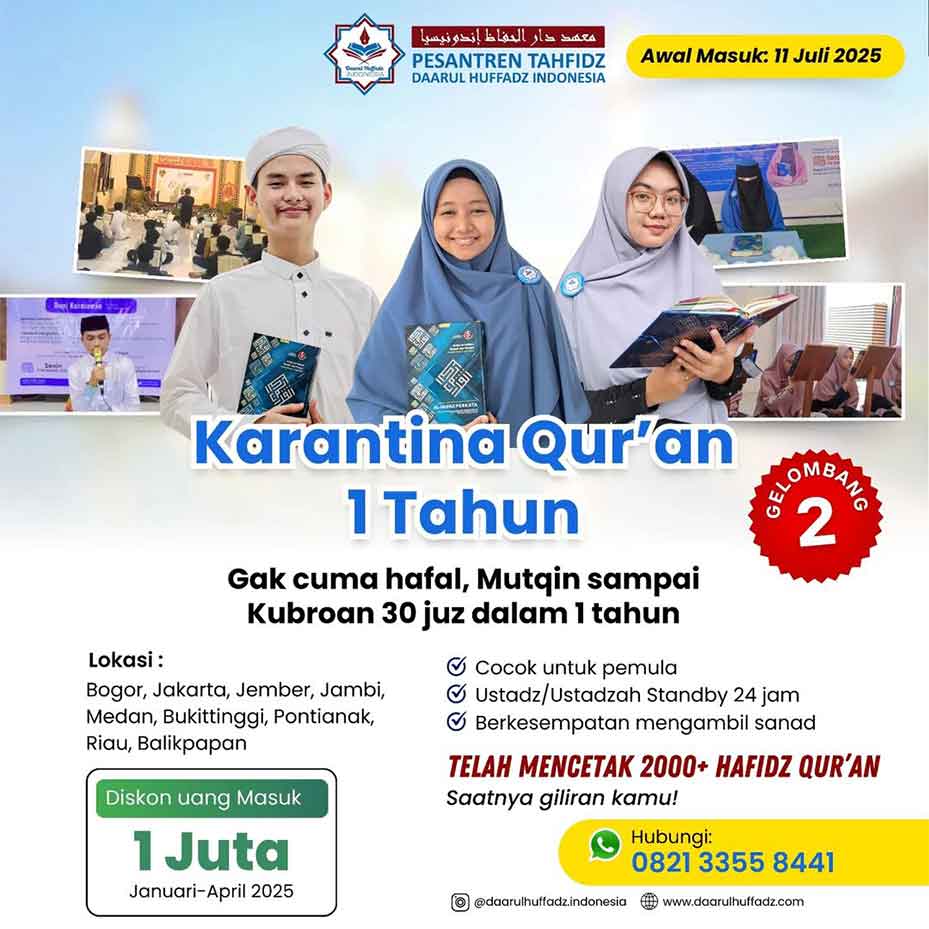 معهد دار الحفاظ إندونيسيا
PESANTREN TAHFIDZ
DAARUL HUFFADZ INDONESIA
Daarul Huffadz
INDONESIA
Awal Masuk: 11 Juli 2025
Karantina Qur'an
1 Tahun
GELOMBANG
2
Gak cuma hafal, Mutqin sampai
Kubroan 30 juz dalam 1 tahun
Lokasi :
Bogor, Jakarta, Jember, Jambi,
Medan, Bukittinggi, Pontianak,
Riau, Balikpapan
Diskon uang Masuk
1 Juta
Januari-April 2025
Cocok untuk pemula
Ustadz/Ustadzah Standby 24 jam
Berkesempatan mengambil sanad
TELAH MENCETAK 2000+ HAFIDZ QUR'AN
Saatnya giliran kamu!
Hubungi:
0821 3355 8441
@daarulhuffadz.indonesia
www.daarulhuffadz.com